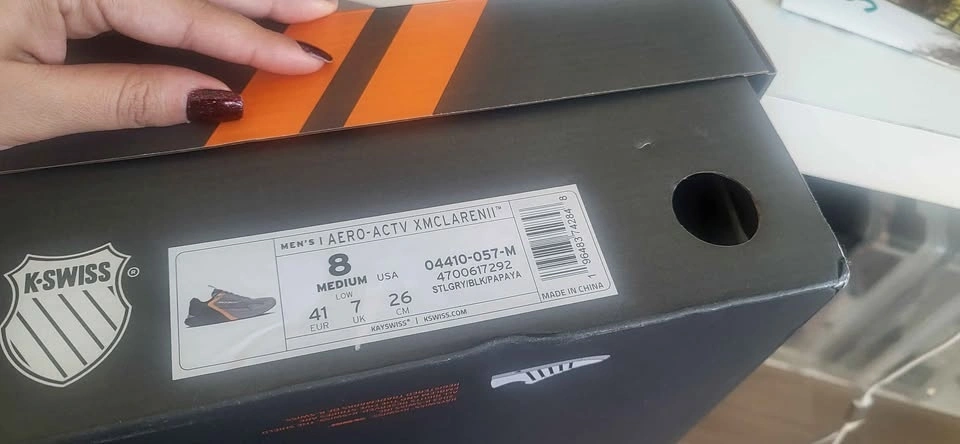 K·SWISS®
MEN'S | AERO-ACTV XMCLARENII™
8
MEDIUM USA
LOW
41 7 26
EUR UK CM
04410-057-M
4700617292
STLGRY/BLK/PAPAYA
KAYSWISS® | KSWISS.COM
1 96483 74284 8
MADE IN CHINA